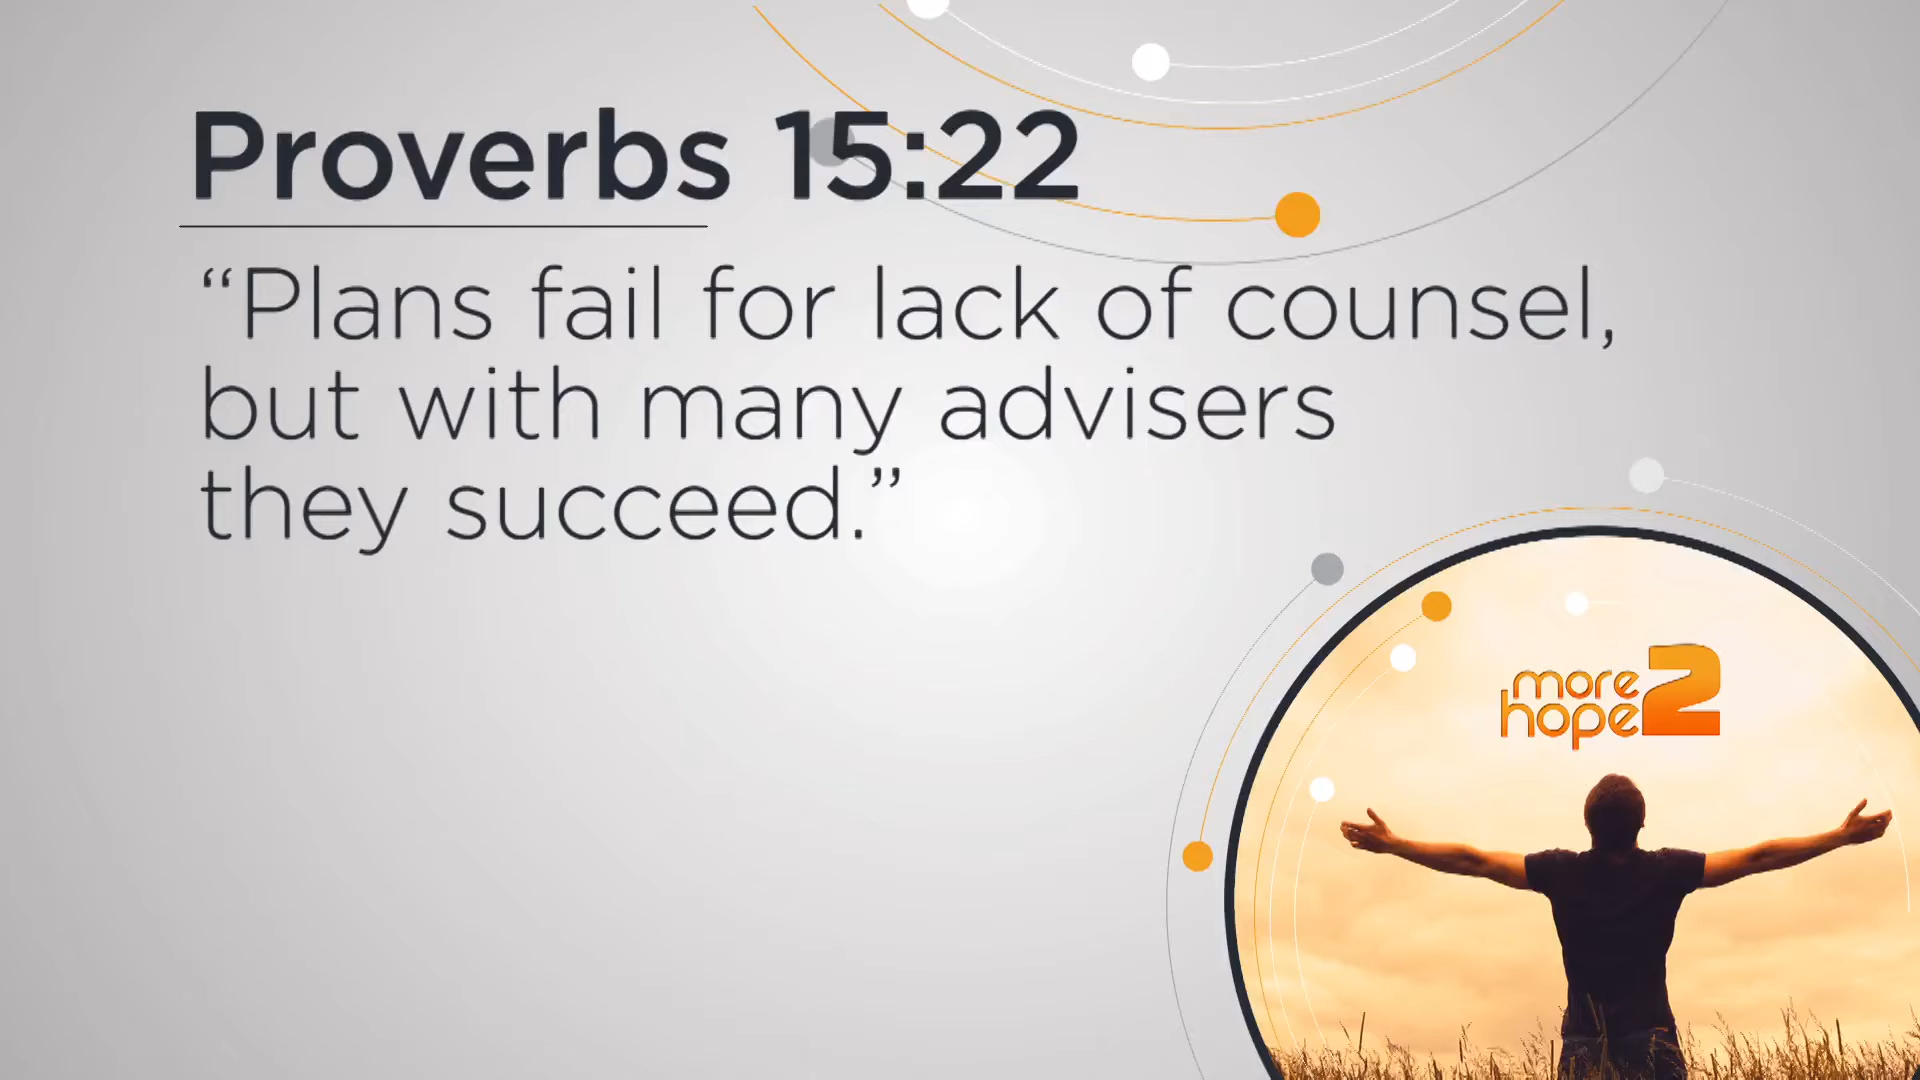 Proverbs 15:22
“Plans fail for lack of counsel,
but with many advisers
they succeed.”
more
hope2